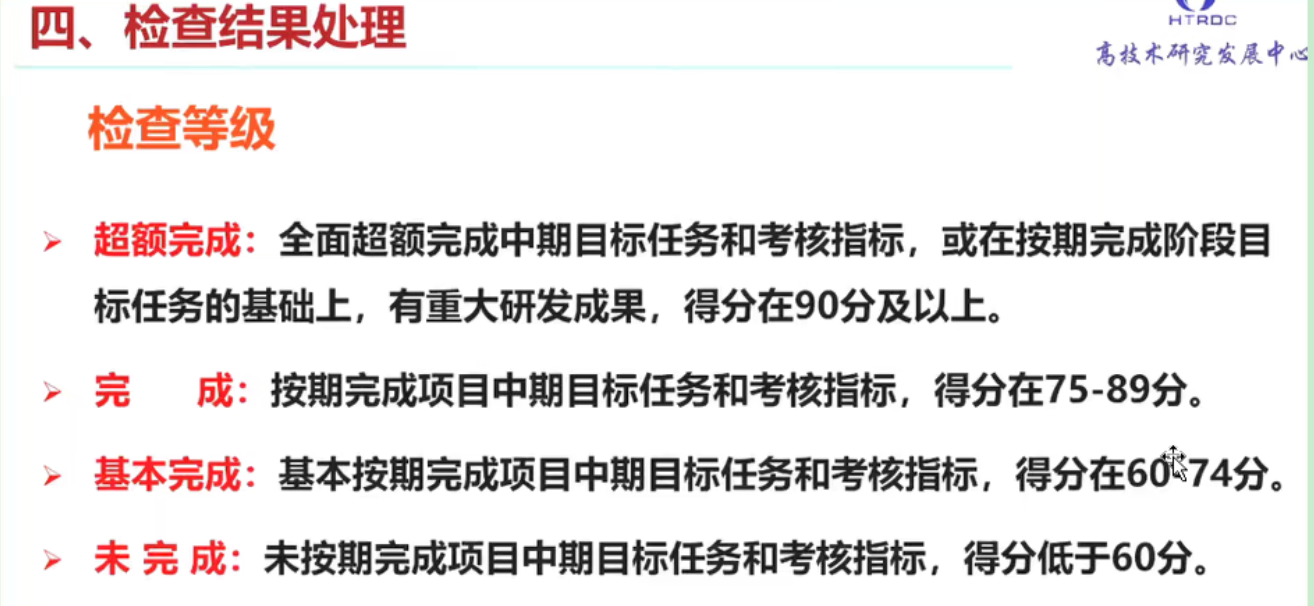 四、检查结果处理
HTRDC
高技术研究发展中心
检查等级
超额完成：全面超额完成中期目标任务和考核指标，或在按期完成阶段目
标任务的基础上，有重大研发成果，得分在90分及以上。
完 成：按期完成项目中期目标任务和考核指标，得分在75-89分。
基本完成：基本按期完成项目中期目标任务和考核指标，得分在60-74分。
未 完 成：未按期完成项目中期目标任务和考核指标，得分低于60分。